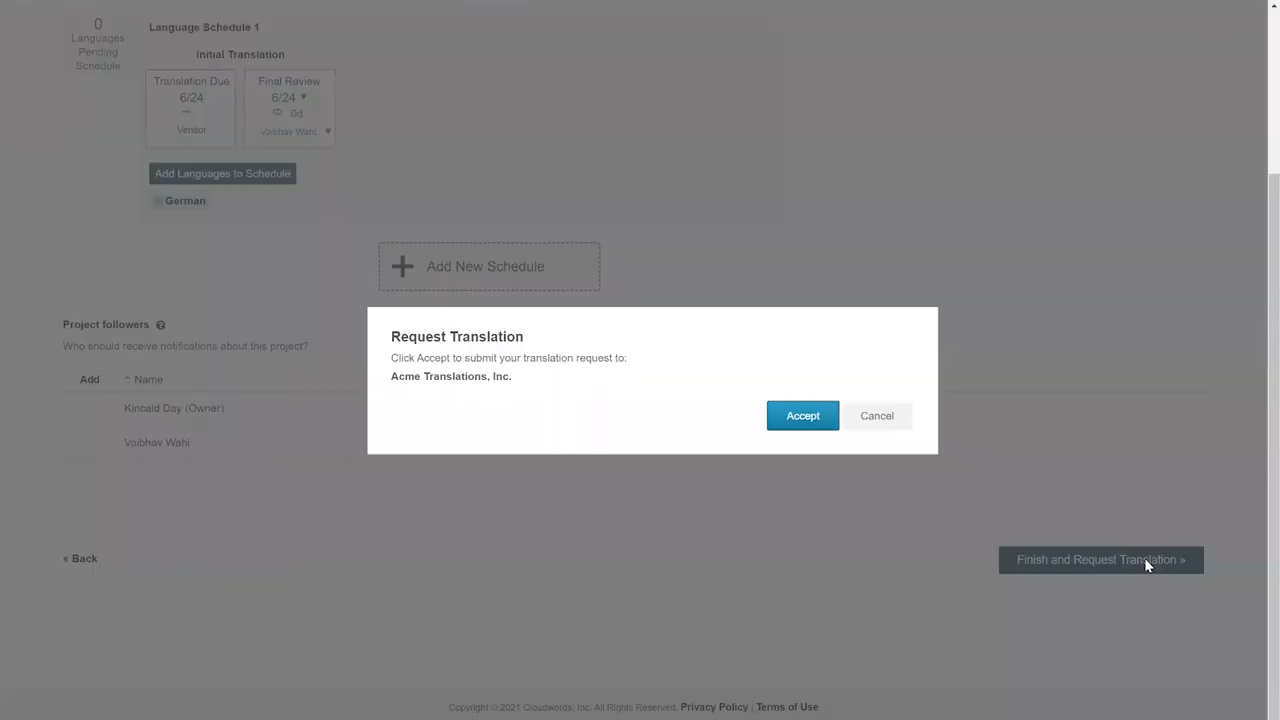 0
Languages
Pending
Schedule
Language Schedule 1
Initial Translation
Translation Due
6/24
Vendor
Final Review
6/24
0d
Vaibhav Wahi
Add Languages to Schedule
German
Add New Schedule
Project followers
Who should receive notifications about this project?
Add Name
Kincaid Day (Owner)
Vaibhav Wahi
Request Translation
Click Accept to submit your translation request to:
Acme Translations, Inc.
Accept Cancel
« Back
Finish and Request Translation »
Copyright © 2021 Cloudwords, Inc. All Rights Reserved. Privacy Policy | Terms of Use